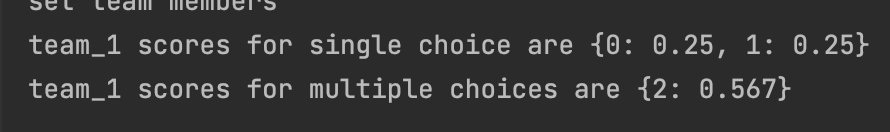 set team members
team_1 scores for single choice are {0: 0.25, 1: 0.25}
team_1 scores for multiple choices are {2: 0.567}